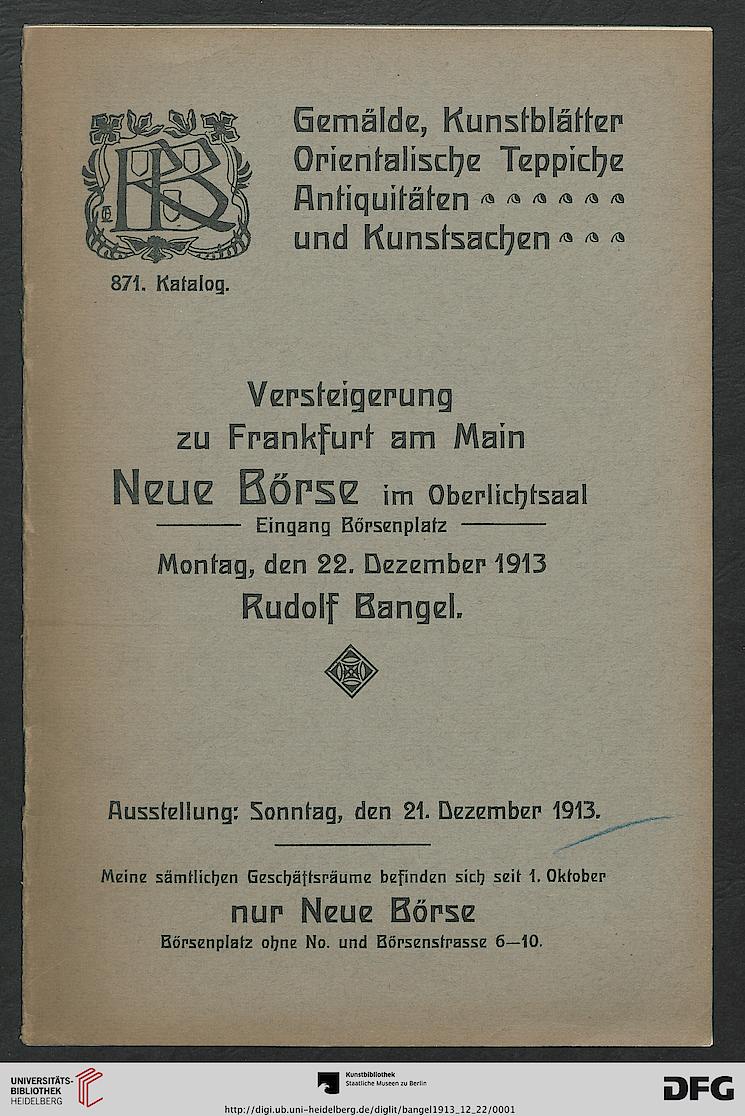 Gemälde, Kunstblätter
Orientalische Teppiche
Antiquitäten
und Kunstsachen
RB
871. Katalog.
Versteigerung
zu Frankfurt am Main
Neue Börse im Oberlichtsaal
Eingang Börsenplatz
Montag, den 22. Dezember 1913
Rudolf Bangel.
Ausstellung: Sonntag, den 21. Dezember 1913.
Meine sämtlichen Geschäftsräume befinden sich seit 1. Oktober
nur Neue Börse
Börsenplatz ohne No. und Börsenstrasse 6—10.
UNIVERSITÄTS-
BIBLIOTHEK
HEIDELBERG
Kunstbibliothek
Staatliche Museen zu Berlin
DFG
http://digi.ub.uni-heidelberg.de/diglit/bangel1913_12_22/0001